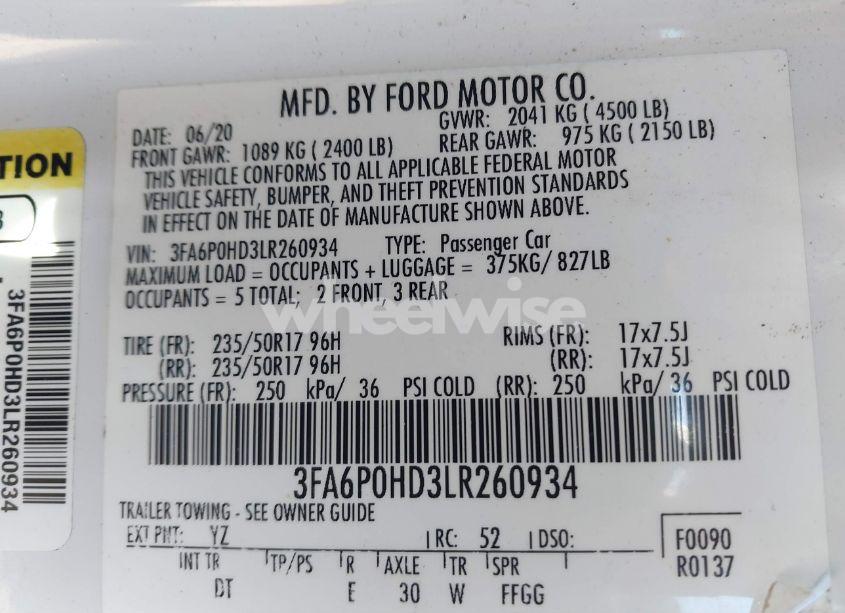 MFD. BY FORD MOTOR CO.
DATE: 06/20 GVWR: 2041 KG ( 4500 LB)
FRONT GAWR: 1089 KG ( 2400 LB) REAR GAWR: 975 KG ( 2150 LB)
THIS VEHICLE CONFORMS TO ALL APPLICABLE FEDERAL MOTOR
VEHICLE SAFETY, BUMPER, AND THEFT PREVENTION STANDARDS
IN EFFECT ON THE DATE OF MANUFACTURE SHOWN ABOVE.
VIN: 3FA6P0HD3LR260934 TYPE: Passenger Car
MAXIMUM LOAD = OCCUPANTS + LUGGAGE = 375KG/ 827LB
OCCUPANTS = 5 TOTAL; 2 FRONT, 3 REAR
wheelwise
TIRE (FR): 235/50R17 96H RIMS (FR): 17x7.5J
(RR): 235/50R17 96H (RR): 17x7.5J
PRESSURE (FR): 250 kPa/ 36 PSI COLD (RR): 250 kPa/ 36 PSI COLD
3FA6P0HD3LR260934
TRAILER TOWING - SEE OWNER GUIDE
EXT PNT: YZ RC: 52 DSO: F0090
INT TR TP/PS R AXLE TR SPR R0137
DT E 30 W FFGG
TION
3FA6P0HD3LR260934